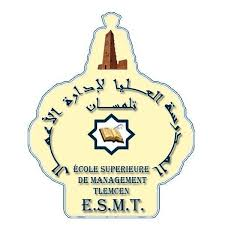 المدرسة العليا لإدارة الأعمال
تلمسان
ÉCOLE SUPERIEURE
DE MANAGEMENT
TLEMCEN
E.S.M.T.